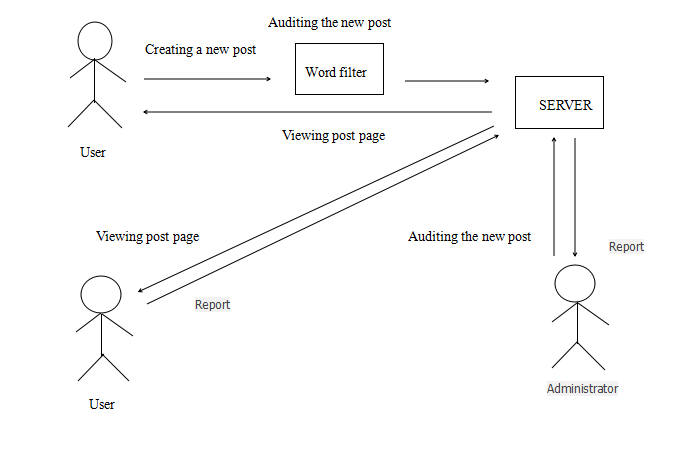 Auditing the new post
Creating a new post
Word filter
SERVER
Viewing post page
User
Viewing post page
Auditing the new post
Report
Report
Administrator
User